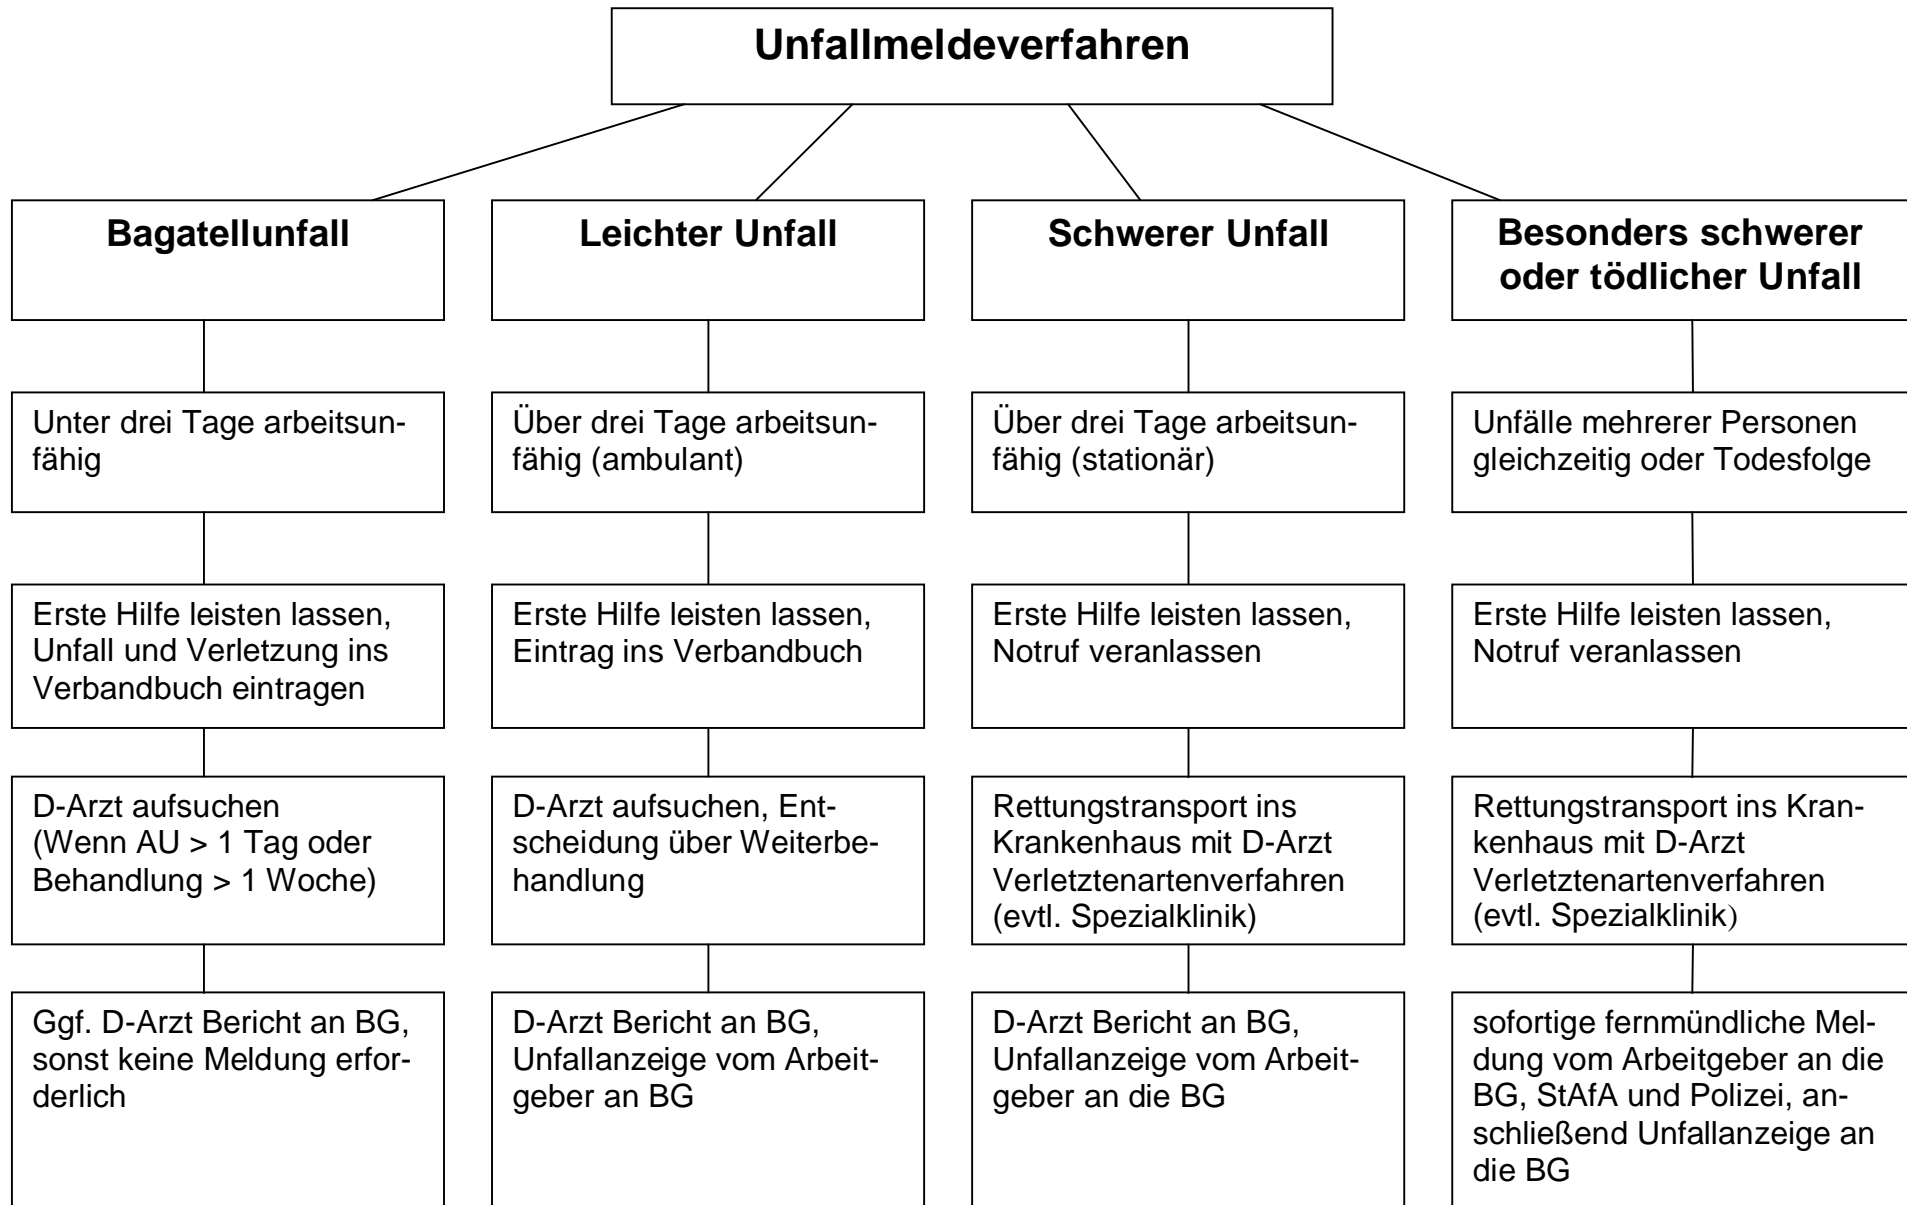 Unfallmeldeverfahren
Bagatellunfall
Leichter Unfall
Schwerer Unfall
Besonders schwerer
oder tödlicher Unfall
Unter drei Tage arbeitsun-
fähig
Über drei Tage arbeitsun-
fähig (ambulant)
Über drei Tage arbeitsun-
fähig (stationär)
Unfälle mehrerer Personen
gleichzeitig oder Todesfolge
Erste Hilfe leisten lassen,
Unfall und Verletzung ins
Verbandbuch eintragen
Erste Hilfe leisten lassen,
Eintrag ins Verbandbuch
Erste Hilfe leisten lassen,
Notruf veranlassen
Erste Hilfe leisten lassen,
Notruf veranlassen
D-Arzt aufsuchen
(Wenn AU > 1 Tag oder
Behandlung > 1 Woche)
D-Arzt aufsuchen, Ent-
scheidung über Weiterbe-
handlung
Rettungstransport ins
Krankenhaus mit D-Arzt
Verletztenartenverfahren
(evtl. Spezialklinik)
Rettungstransport ins Kran-
kenhaus mit D-Arzt
Verletztenartenverfahren
(evtl. Spezialklinik)
Ggf. D-Arzt Bericht an BG,
sonst keine Meldung erfor-
derlich
D-Arzt Bericht an BG,
Unfallanzeige vom Arbeit-
geber an BG
D-Arzt Bericht an BG,
Unfallanzeige vom Arbeit-
geber an die BG
sofortige fernmündliche Mel-
dung vom Arbeitgeber an die
BG, StAfA und Polizei, an-
schließend Unfallanzeige an
die BG